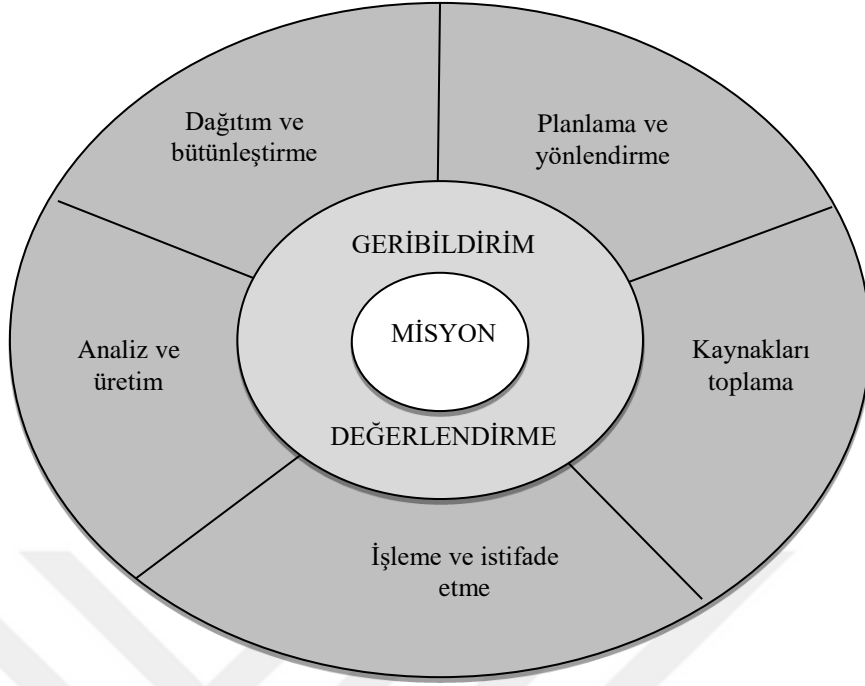 Dağıtım ve
bütünleştirme
Planlama ve
yönlendirme
GERİBİLDİRİM
MİSYON
DEĞERLENDİRME
Analiz ve
üretim
Kaynakları
toplama
İşleme ve istifade
etme